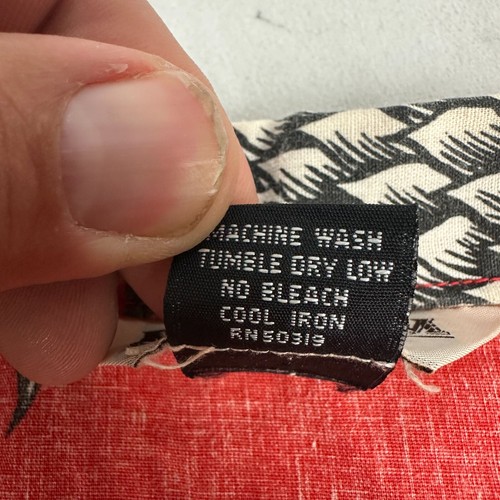 MACHINE WASH
TUMBLE DRY LOW
NO BLEACH
COOL IRON
RN50319